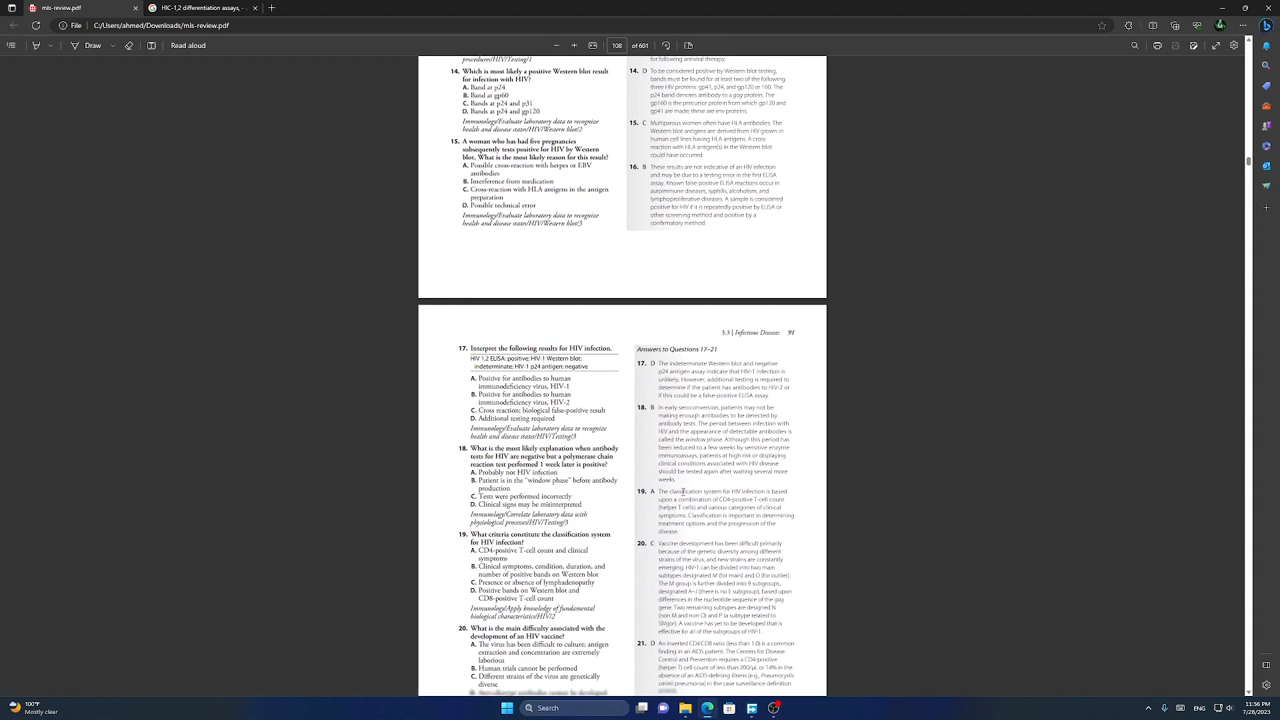 differentiation MLS review.pdf
HIV-1,2 differentiation assays, -
Draw
Read aloud
108
of 601
procedures/HIV/Testing/1
14. Which is most likely a positive Western blot result
for infection with HIV?
A. Band at p24
B. Band at gp60
C. Bands at p24 and p31
D. Bands at p24 and gp120
Immunology/Evaluate laboratory data to recognize
health and disease states/HIV/Western blot/2
15. A woman who has had five pregnancies
subsequently tests positive for HIV by Western
blot. What is the most likely reason for this result?
A. Possible cross-reaction with herpes or EBV
antibodies
B. Interference from medication
C. Cross-reaction with HLA antigens in the antigen
preparation
D. Possible technical error
Immunology/Evaluate laboratory data to recognize
health and disease states/HIV/Western blot/3
for following antiviral therapy.
14. D To be considered positive by Western blot testing,
bands must be found for at least two of the following
three HIV proteins: gp41, p24, and gp120 or 160. The
p24 band denotes antibody to a gag protein. The
gp160 is the precursor protein from which gp120 and
gp41 are made; these are env proteins.
15. C Multiparous women often have HLA antibodies. The
Western blot antigens are derived from HIV grown in
human cell lines having HLA antigens. A cross
reaction with HLA antigen(s) in the Western blot
could have occurred.
16. B These results are not indicative of an HIV infection
and may be due to a testing error in the first ELISA
assay. Known false-positive ELISA reactions occur in
autoimmune diseases, syphilis, alcoholism, and
lymphoproliferative diseases. A sample is considered
positive for HIV if it is repeatedly positive by ELISA or
other screening method and positive by a
confirmatory method.
3.3 | Infectious Diseases 91
17. Interpret the following results for HIV infection.
HIV 1,2 ELISA: positive; HIV-1 Western blot:
indeterminate; HIV-1 p24 antigen: negative
A. Positive for antibodies to human
immunodeficiency virus, HIV-1
B. Positive for antibodies to human
immunodeficiency virus, HIV-2
C. Cross reaction; biological false-positive result
D. Additional testing required
Immunology/Evaluate laboratory data to recognize
health and disease states/HIV/Testing/3
18. What is the most likely explanation when antibody
tests for HIV are negative but a polymerase chain
reaction test performed 1 week later is positive?
A. Probably not HIV infection
B. Patient is in the "window phase" before antibody
production
C. Tests were performed incorrectly
D. Clinical signs may be misinterpreted
Immunology/Correlate laboratory data with
physiological processes/HIV/Testing/3
19. What criteria constitute the classification system
for HIV infection?
A. CD4-positive T-cell count and clinical
symptoms
B. Clinical symptoms, condition, duration, and
number of positive bands on Western blot
C. Presence or absence of lymphadenopathy
D. Positive bands on Western blot and
CD8-positive T-cell count
Immunology/Apply knowledge of fundamental
biological characteristics/HIV/2
20. What is the main difficulty associated with the
development of an HIV vaccine?
A. The virus has been difficult to culture; antigen
extraction and concentration are extremely
laborious
B. Human trials cannot be performed
C. Different strains of the virus are genetically
diverse
D. Anti-idiotype antibodies cannot be developed
Answers to Questions 17–21
17. D The indeterminate Western blot and negative
p24 antigen assay indicate that HIV-1 infection is
unlikely. However, additional testing is required to
determine if the patient has antibodies to HIV-2 or
if this could be a false-positive ELISA assay.
18. B In early seroconversion, patients may not be
making enough antibodies to be detected by
antibody tests. The period between infection with
HIV and the appearance of detectable antibodies is
called the window phase. Although this period has
been reduced to a few weeks by sensitive enzyme
immunoassays, patients at high risk or displaying
clinical conditions associated with HIV disease
should be tested again after waiting several more
weeks.
19. A The classification system for HIV infection is based
upon a combination of CD4-positive T-cell count
(helper T cells) and various categories of clinical
symptoms. Classification is important in determining
treatment options and the progression of the
disease.
20. C Vaccine development has been difficult primarily
because of the genetic diversity among different
strains of the virus, and new strains are constantly
emerging. HIV-1 can be divided into two main
subtypes designated M (for main) and O (for outlier).
The M group is further divided into 9 subgroups,
designated A–J (there is no I subgroup), based upon
differences in the nucleotide sequence of the gag
gene. Two remaining subtypes are designed N
(non M and non O) and P (a subtype related to
SIVgor). A vaccine has yet to be developed that is
effective for all of the subgroups of HIV-1.
21. D An inverted CD4:CD8 ratio (less than 1.0) is a common
finding in an AIDS patient. The Centers for Disease
Control and Prevention requires a CD4-positive
(helper T) cell count of less than 200/μL or 14% in the
absence of an AIDS-defining illness (e.g., Pneumocystis
carinii pneumonia) in the case surveillance definition
100°F
Mostly clear
Search
11:56 PM
7/28/2023